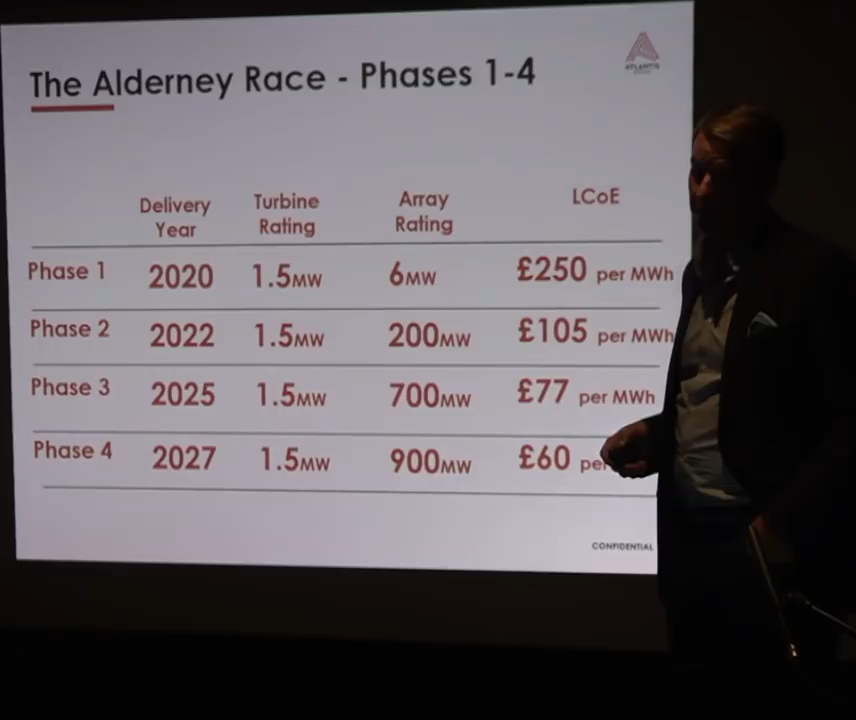 The Alderney Race - Phases 1-4
ATLANTIS
Delivery Year Turbine Rating Array Rating LCoE
Phase 1 2020 1.5MW 6MW £250 per MWh
Phase 2 2022 1.5MW 200MW £105 per MWh
Phase 3 2025 1.5MW 700MW £77 per MWh
Phase 4 2027 1.5MW 900MW £60 per
CONFIDENTIAL